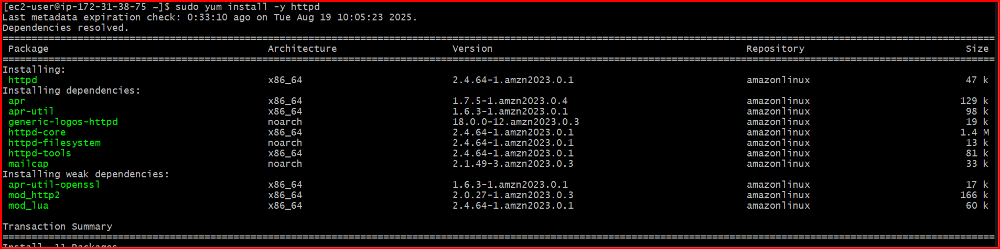 [ec2-user@ip-172-31-38-75 ~]$ sudo yum install -y httpd
Last metadata expiration check: 0:33:10 ago on Tue Aug 19 10:05:23 2025.
Dependencies resolved.
================================================================================
Package Architecture Version Repository Size
================================================================================
Installing:
httpd x86_64 2.4.64-1.amzn2023.0.1 amazonlinux 47 k
Installing dependencies:
apr x86_64 1.7.5-1.amzn2023.0.4 amazonlinux 129 k
apr-util x86_64 1.6.3-1.amzn2023.0.1 amazonlinux 98 k
generic-logos-httpd noarch 18.0.0-12.amzn2023.0.3 amazonlinux 19 k
httpd-core x86_64 2.4.64-1.amzn2023.0.1 amazonlinux 1.4 M
httpd-filesystem noarch 2.4.64-1.amzn2023.0.1 amazonlinux 13 k
httpd-tools x86_64 2.4.64-1.amzn2023.0.1 amazonlinux 81 k
mailcap noarch 2.1.49-3.amzn2023.0.3 amazonlinux 33 k
Installing weak dependencies:
apr-util-openssl x86_64 1.6.3-1.amzn2023.0.1 amazonlinux 17 k
mod_http2 x86_64 2.0.27-1.amzn2023.0.3 amazonlinux 166 k
mod_lua x86_64 2.4.64-1.amzn2023.0.1 amazonlinux 60 k
Transaction Summary
================================================================================
Install 11 Packages